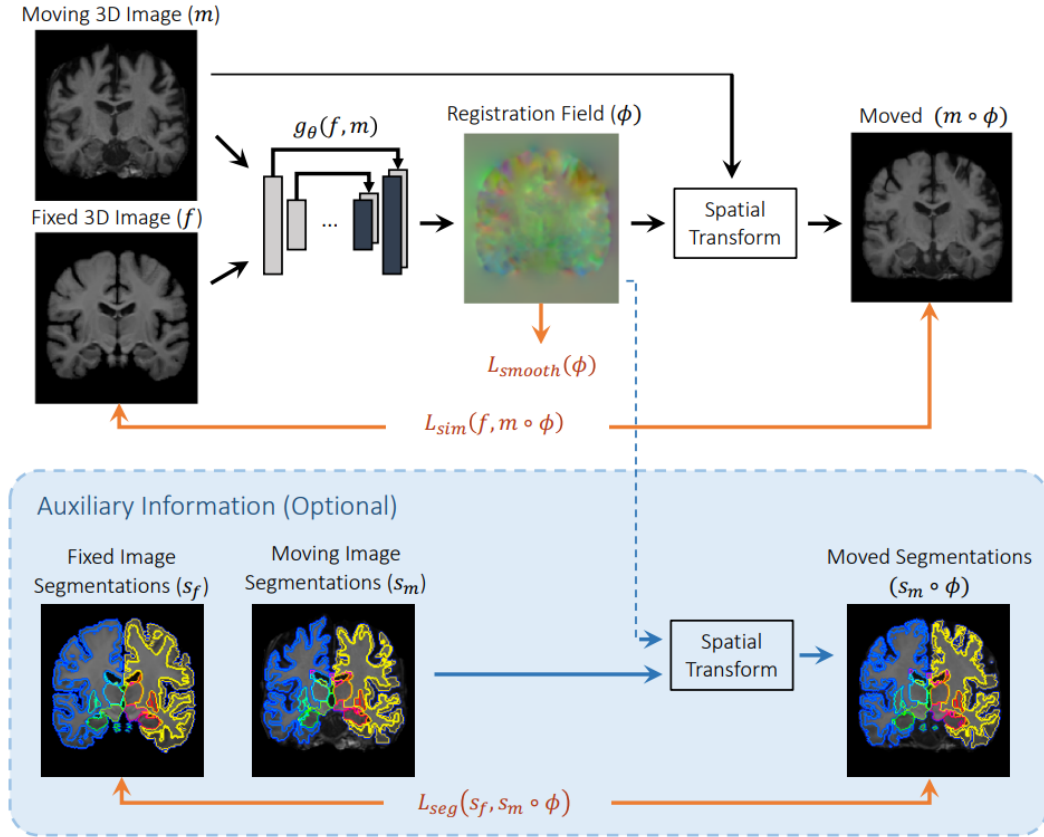 Moving 3D Image (m)
Fixed 3D Image (f)
g_θ(f, m)
...
Registration Field (ϕ)
Spatial
Transform
Moved (m ∘ ϕ)
L_smooth(ϕ)
L_sim(f, m ∘ ϕ)
Auxiliary Information (Optional)
Fixed Image
Segmentations (s_f)
Moving Image
Segmentations (s_m)
Spatial
Transform
Moved Segmentations
(s_m ∘ ϕ)
L_seg(s_f, s_m ∘ ϕ)